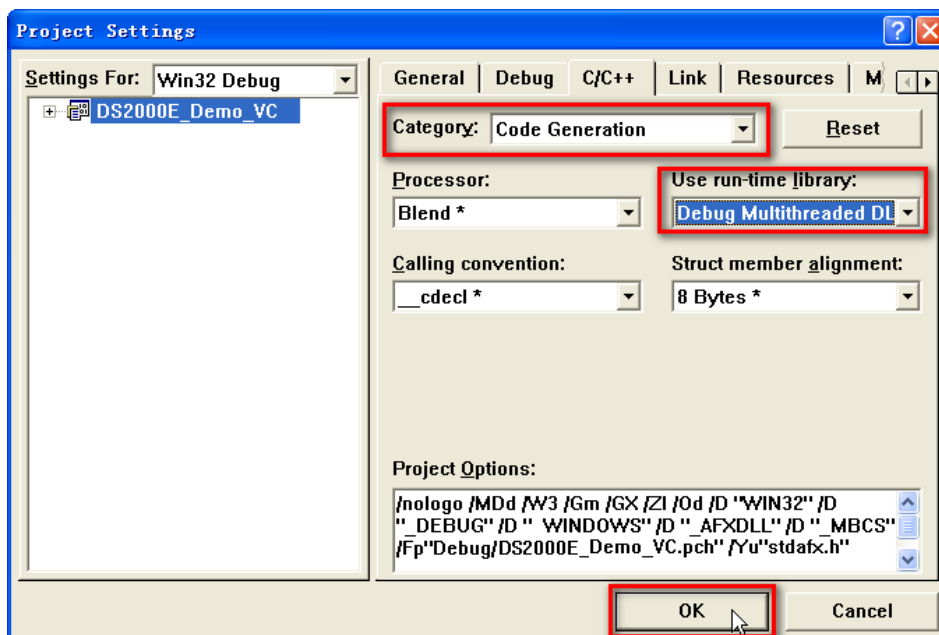 Project Settings
Settings For: Win32 Debug
DS2000E_Demo_VC
General Debug C/C++ Link Resources M
Category: Code Generation Reset
Processor: Use run-time library:
Blend * Debug Multithreaded DL
Calling convention: Struct member alignment:
__cdecl * 8 Bytes *
Project Options:
/nologo /MDd /W3 /Gm /GX /ZI /Od /D "WIN32" /D
"_DEBUG" /D "_WINDOWS" /D "_AFXDLL" /D "_MBCS"
/Fp"Debug/DS2000E_Demo_VC.pch" /Yu"stdafx.h"
OK Cancel